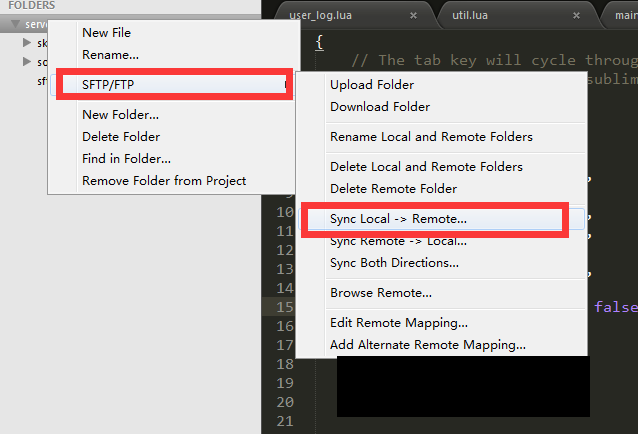 FOLDERS
user_log.lua
util.lua
main
serve
sk
sc
sft
New File
Rename...
SFTP/FTP
New Folder...
Delete Folder
Find in Folder...
Remove Folder from Project
Upload Folder
Download Folder
Rename Local and Remote Folders
Delete Local and Remote Folders
Delete Remote Folder
Sync Local -> Remote...
Sync Remote -> Local...
Sync Both Directions...
Browse Remote...
Edit Remote Mapping...
Add Alternate Remote Mapping...
{
// The tab key will cycle throug
sublim
,
9
10 ,
11 ,
12
13 ,
14
15 false
16
17
18
19
20
21